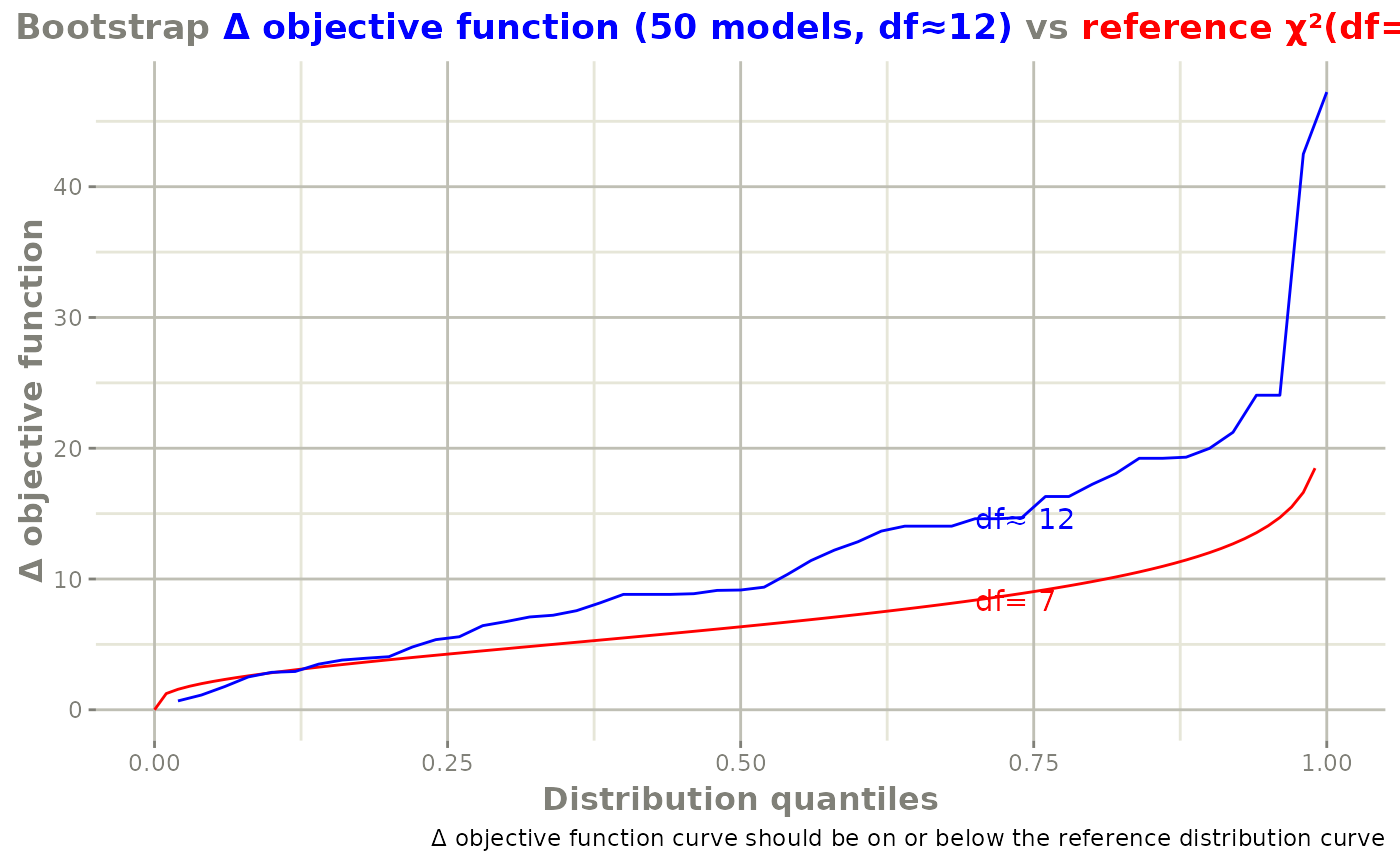 Bootstrap Δ objective function (50 models, df≈12) vs reference χ²(df=
Δ objective function
40
30
20
10
0
df≈ 12
df= 7
0.00 0.25 0.50 0.75 1.00
Distribution quantiles
Δ objective function curve should be on or below the reference distribution curve